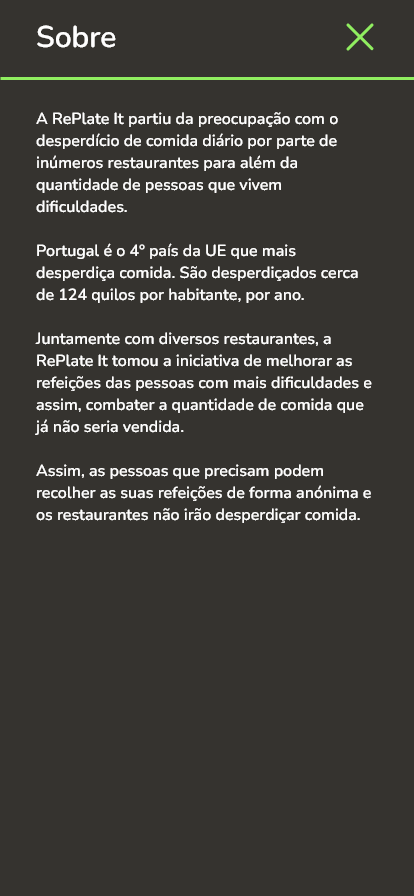 Sobre
A RePlate It partiu da preocupação com o
desperdício de comida diário por parte de
inúmeros restaurantes para além da
quantidade de pessoas que vivem
dificuldades.
Portugal é o 4º país da UE que mais
desperdiça comida. São desperdiçados cerca
de 124 quilos por habitante, por ano.
Juntamente com diversos restaurantes, a
RePlate It tomou a iniciativa de melhorar as
refeições das pessoas com mais dificuldades e
assim, combater a quantidade de comida que
já não seria vendida.
Assim, as pessoas que precisam podem
recolher as suas refeições de forma anónima e
os restaurantes não irão desperdiçar comida.